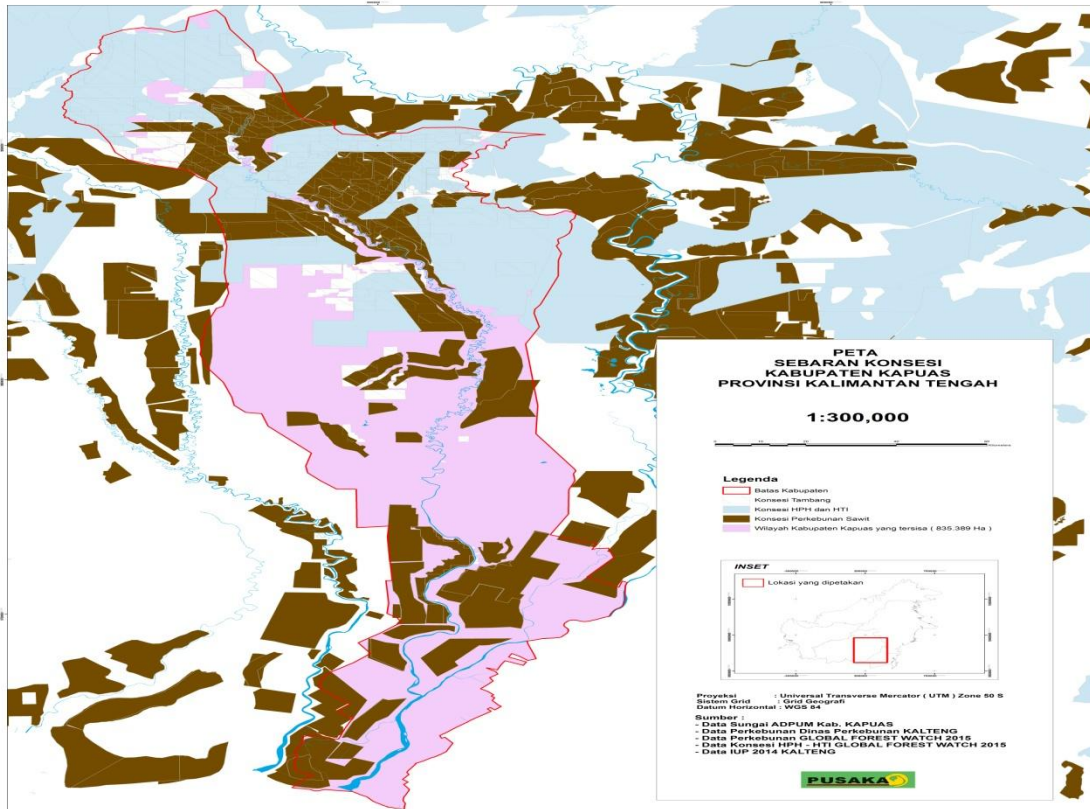 PETA
SEBARAN KONSESI
KABUPATEN KAPUAS
PROVINSI KALIMANTAN TENGAH
1:300,000
Legenda
Batas Kabupaten
Konsesi Tambang
Konsesi HPH dan HTI
Konsesi Perkebunan Sawit
Wilayah Kabupaten Kapuas yang tersisa ( 835.389 Ha )
INSET
Lokasi yang dipetakan
Proyeksi : Universal Transverse Mercator ( UTM ) Zone 50 S
Sistem Grid : Grid Geografi
Datum Horizontal : WGS 84
Sumber :
- Data Sungai ADPUM Kab. KAPUAS
- Data Perkebunan Dinas Perkebunan KALTENG
- Data Perkebunan GLOBAL FOREST WATCH 2015
- Data Konsesi HPH - HTI GLOBAL FOREST WATCH 2015
- Data IUP 2014 KALTENG
PUSAKA